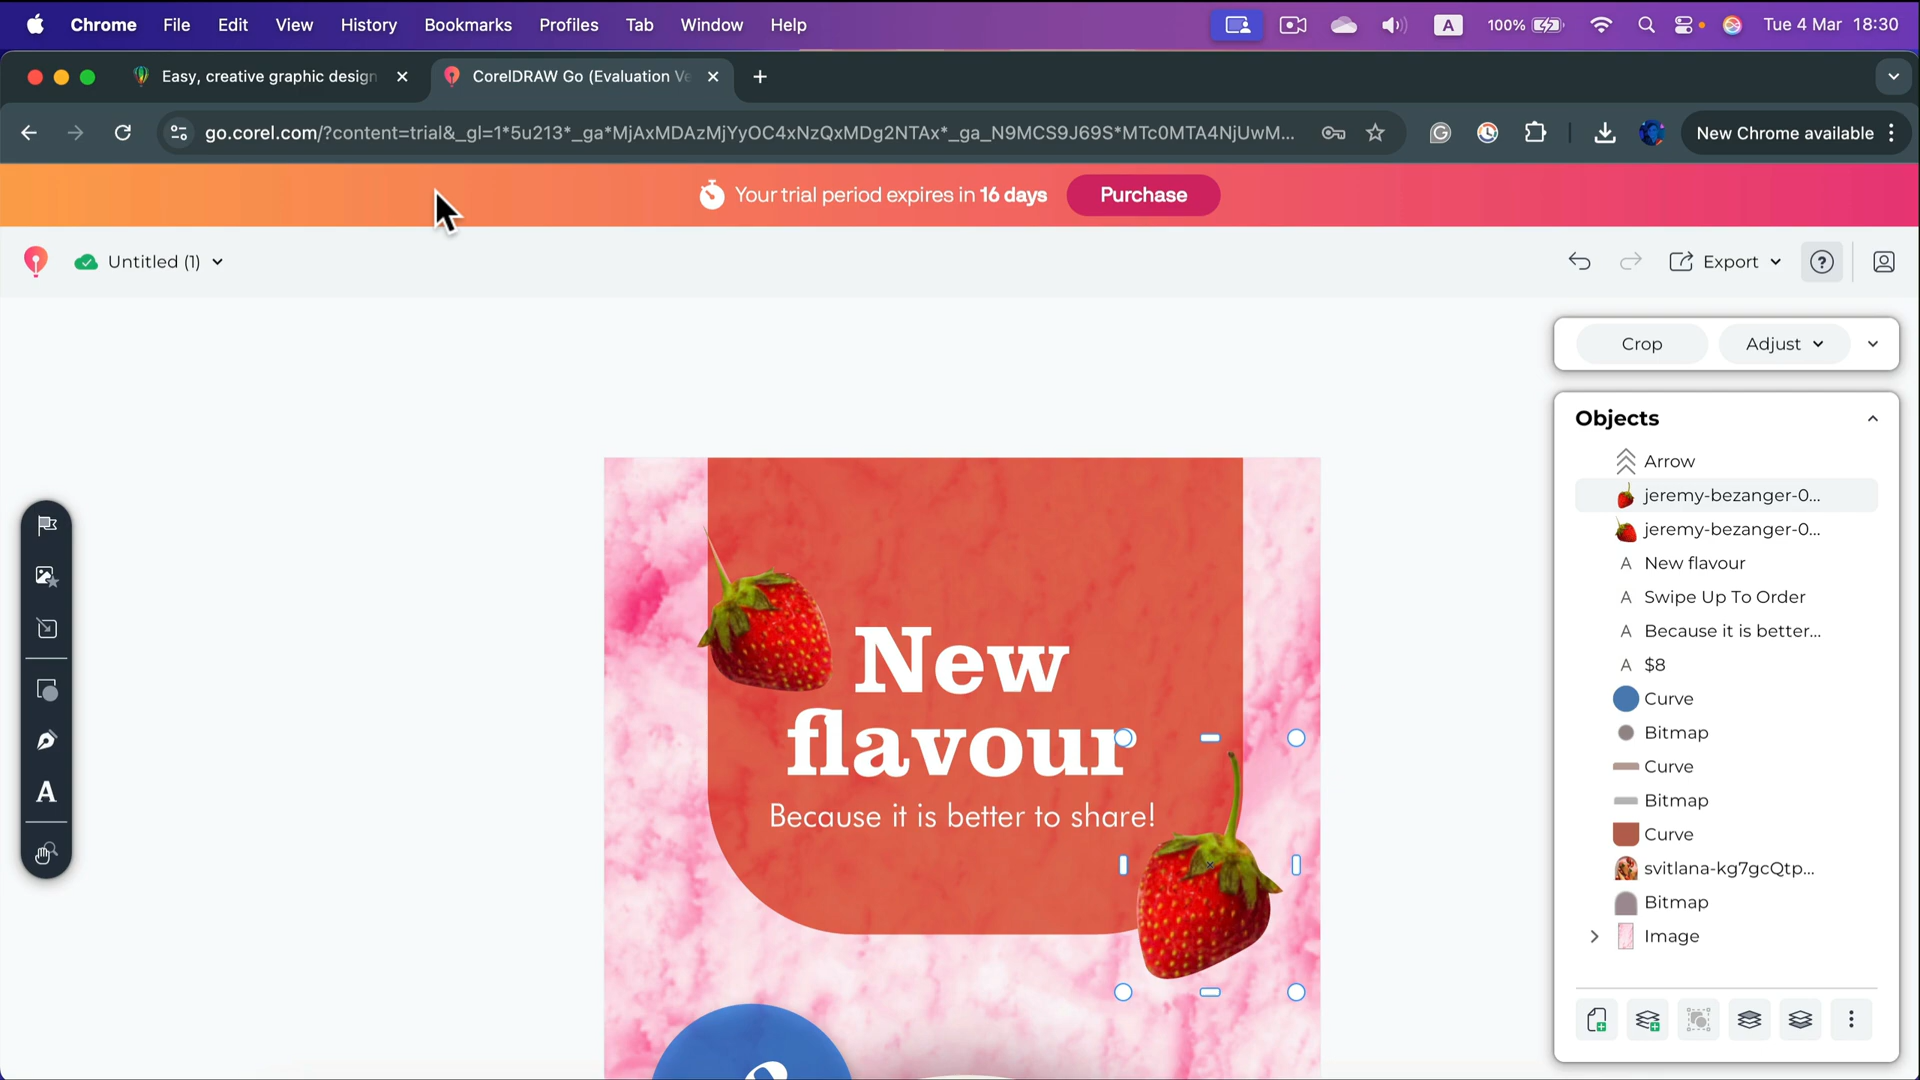 Chrome File Edit View History Bookmarks Profiles Tab Window Help A 100% Tue 4 Mar 18:30
Easy, creative graphic design CorelDRAW Go (Evaluation Ve
go.corel.com/?content=trial&_gl=1*5u213*_ga*MjAxMDAzMjYyOC4xNzQxMDg2NTAx*_ga_N9MCS9J69S*MTc0MTA4NjUwM... New Chrome available
Your trial period expires in 16 days Purchase
Untitled (1) Export ?
Crop Adjust
Objects
Arrow
jeremy-bezanger-0...
jeremy-bezanger-0...
A New flavour
A Swipe Up To Order
A Because it is better...
A $8
Curve
Bitmap
Curve
Bitmap
Curve
svitlana-kg7gcQtp...
Bitmap
Image
A
New
flavour
Because it is better to share!